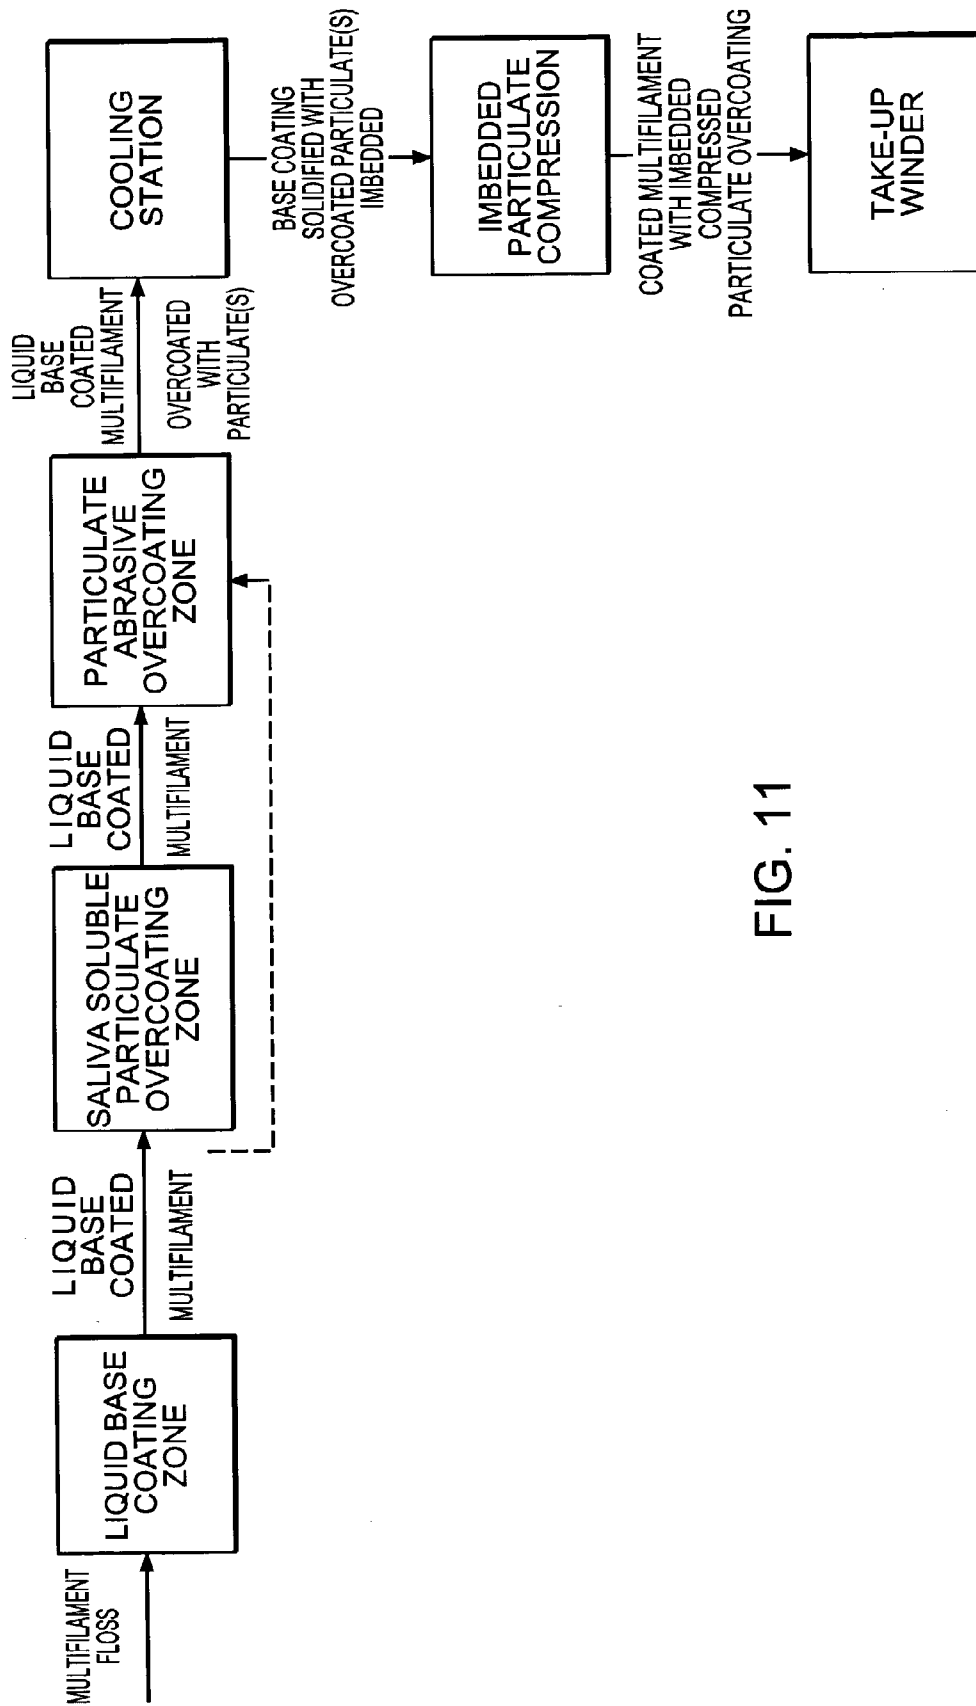 MULTIFILAMENT
FLOSS
LIQUID BASE
COATING
ZONE
LIQUID
BASE
COATED
MULTIFILAMENT
SALIVA SOLUBLE
PARTICULATE
OVERCOATING
ZONE
LIQUID
BASE
COATED
MULTIFILAMENT
PARTICULATE
ABRASIVE
OVERCOATING
ZONE
LIQUID
BASE
COATED
MULTIFILAMENT
OVERCOATED
WITH
PARTICULATE(S)
COOLING
STATION
BASE COATING
SOLIDIFIED WITH
OVERCOATED PARTICULATE(S)
IMBEDDED
IMBEDDED
PARTICULATE
COMPRESSION
COATED MULTIFILAMENT
WITH IMBEDDED
COMPRESSED
PARTICULATE OVERCOATING
TAKE-UP
WINDER
FIG. 11